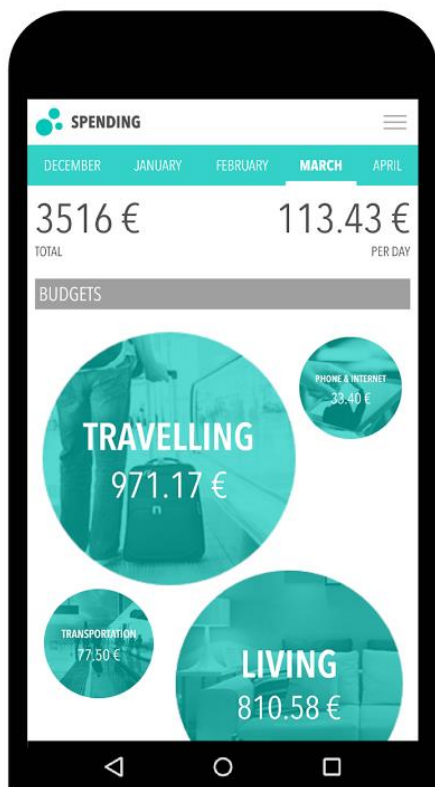 SPENDING
DECEMBER JANUARY FEBRUARY MARCH APRIL
3516 € 113.43 €
TOTAL PER DAY
BUDGETS
PHONE & INTERNET
33.40 €
TRAVELLING
971.17 €
TRANSPORTATION
77.50 €
LIVING
810.58 €